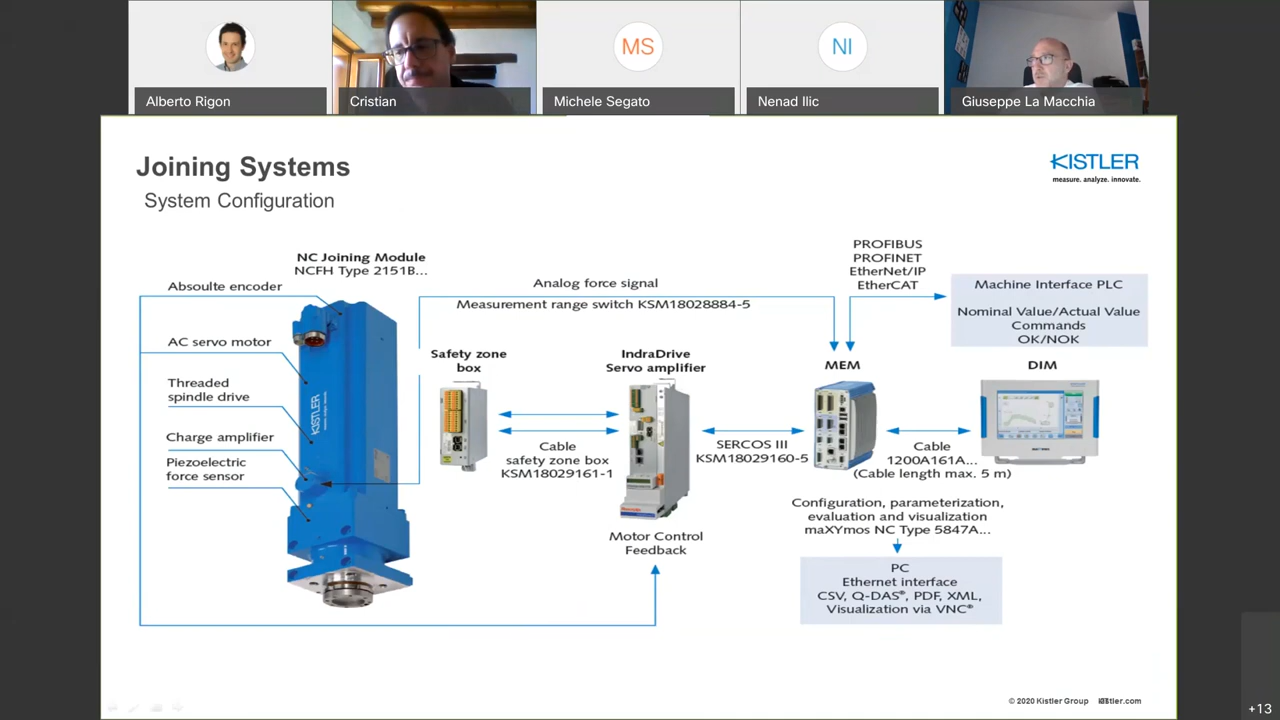 MS
NI
Alberto Rigon
Cristian
Michele Segato
Nenad Ilic
Giuseppe La Macchia
Joining Systems
KISTLER
measure. analyze. innovate.
System Configuration
NC Joining Module
NCFH Type 2151B...
Absoulte encoder
AC servo motor
Threaded
spindle drive
Charge amplifier
Piezoelectric
force sensor
KISTLER
Analog force signal
Measurement range switch KSM18028884-5
Safety zone
box
IndraDrive
Servo amplifier
Cable
safety zone box
KSM18029161-1
Motor Control
Feedback
SERCOS III
KSM18029160-5
PROFIBUS
PROFINET
EtherNet/IP
EtherCAT
MEM
Machine Interface PLC
Nominal Value/Actual Value
Commands
OK/NOK
DIM
Cable
1200A161A...
(Cable length max. 5 m)
Configuration, parameterization,
evaluation and visualization
maXYmos NC Type 5847A...
PC
Ethernet interface
CSV, Q-DAS®, PDF, XML,
Visualization via VNC®
© 2020 Kistler Group
+13